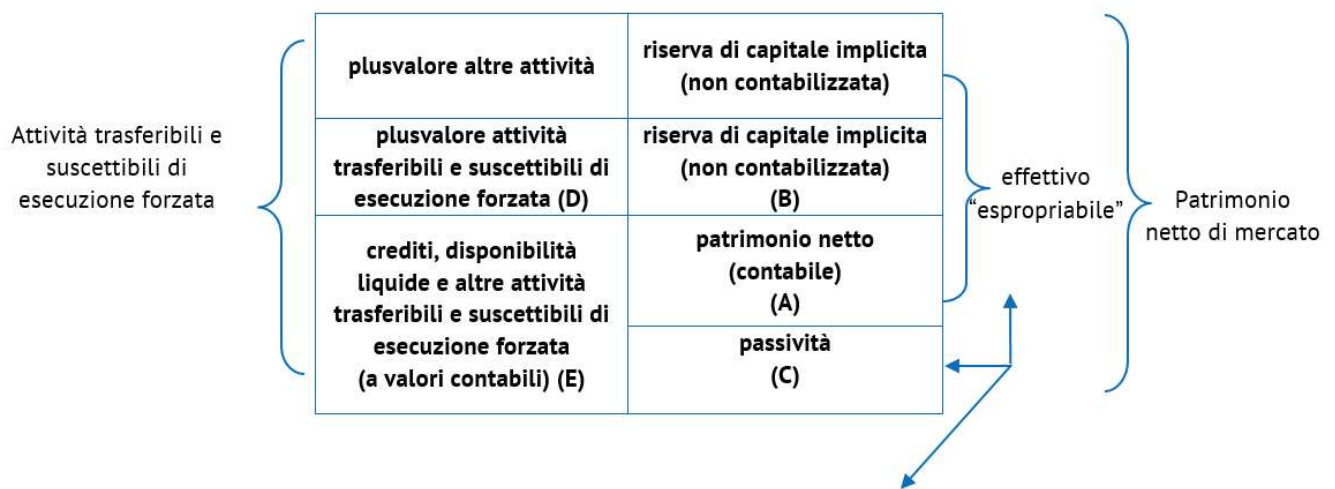 Attività trasferibili e
suscettibili di
esecuzione forzata
plusvalore altre attività
riserva di capitale implicita
(non contabilizzata)
plusvalore attività
trasferibili e suscettibili di
esecuzione forzata (D)
riserva di capitale implicita
(non contabilizzata)
(B)
crediti, disponibilità
liquide e altre attività
trasferibili e suscettibili di
esecuzione forzata
(a valori contabili) (E)
patrimonio netto
(contabile)
(A)
passività
(C)
effettivo
“espropriabile”
Patrimonio
netto di mercato